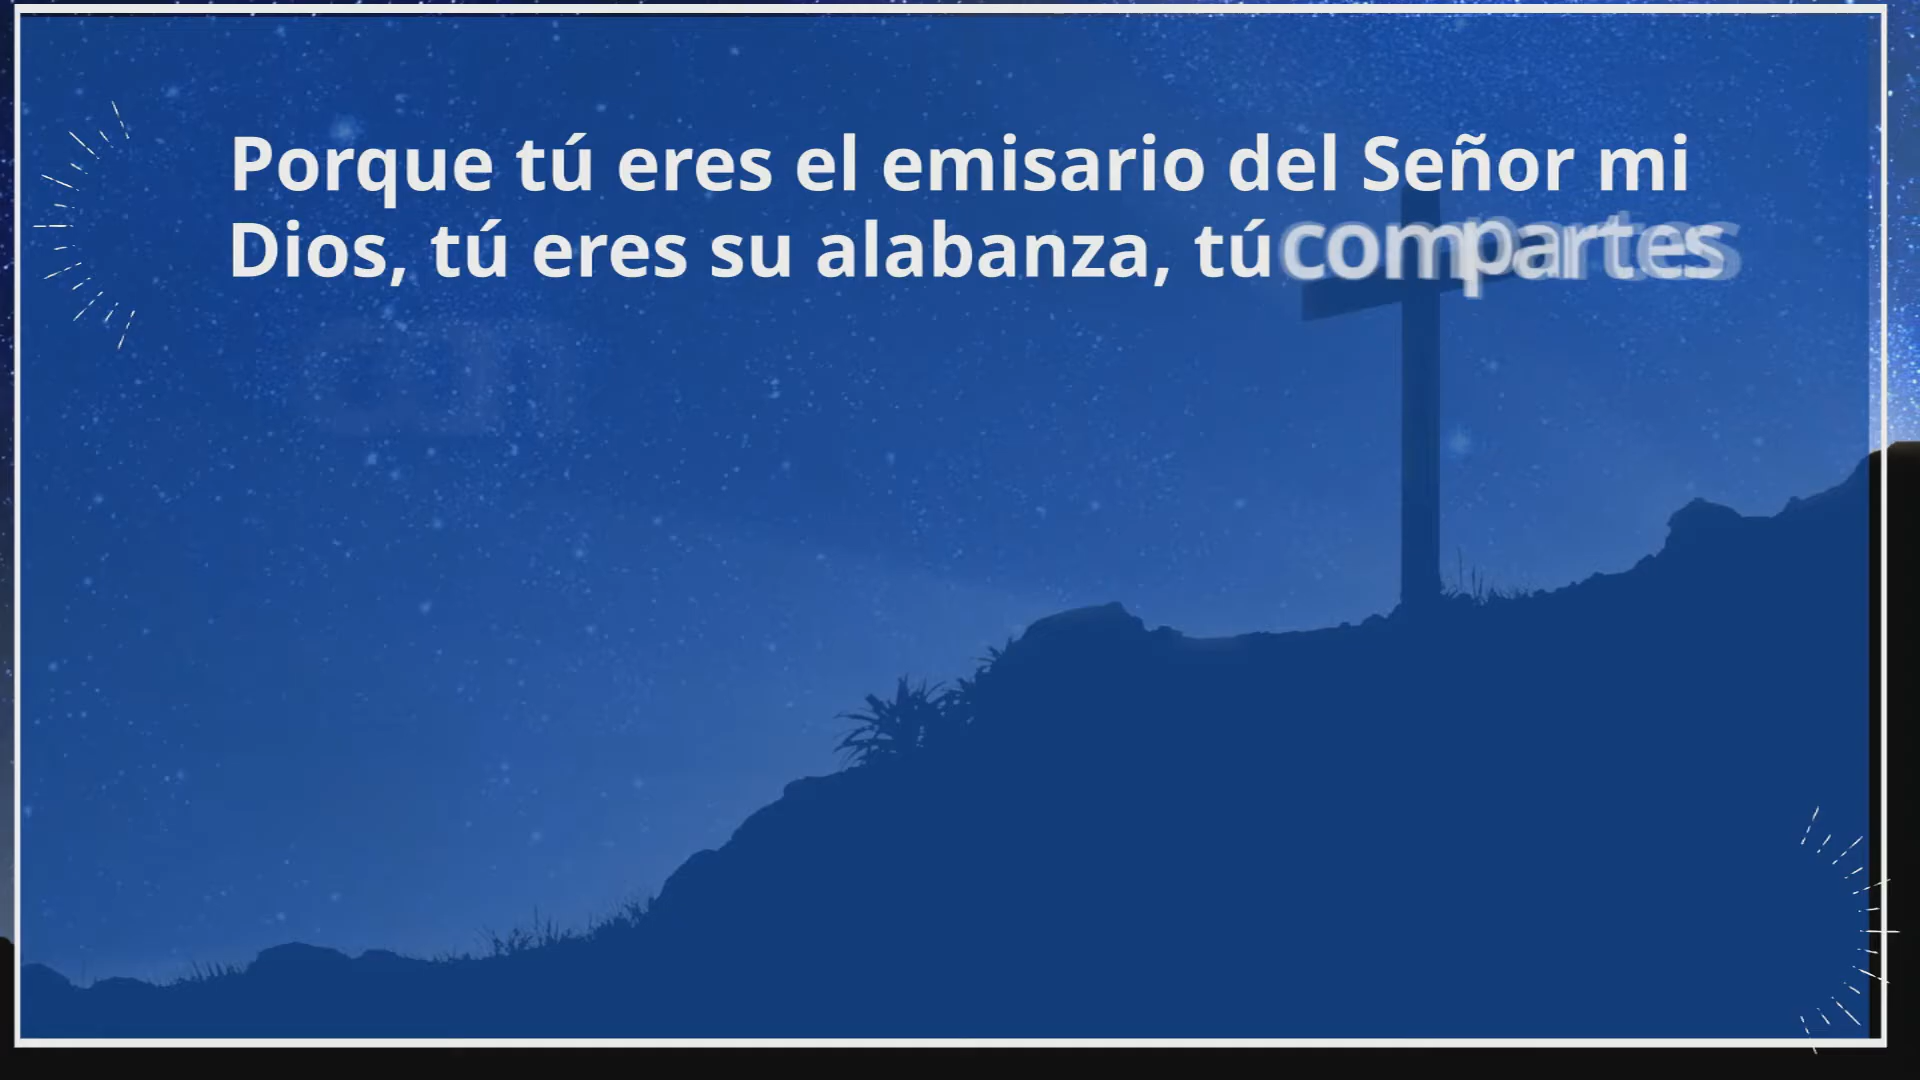 Porque tú eres el emisario del Señor mi
Dios, tú eres su alabanza, tú compartes